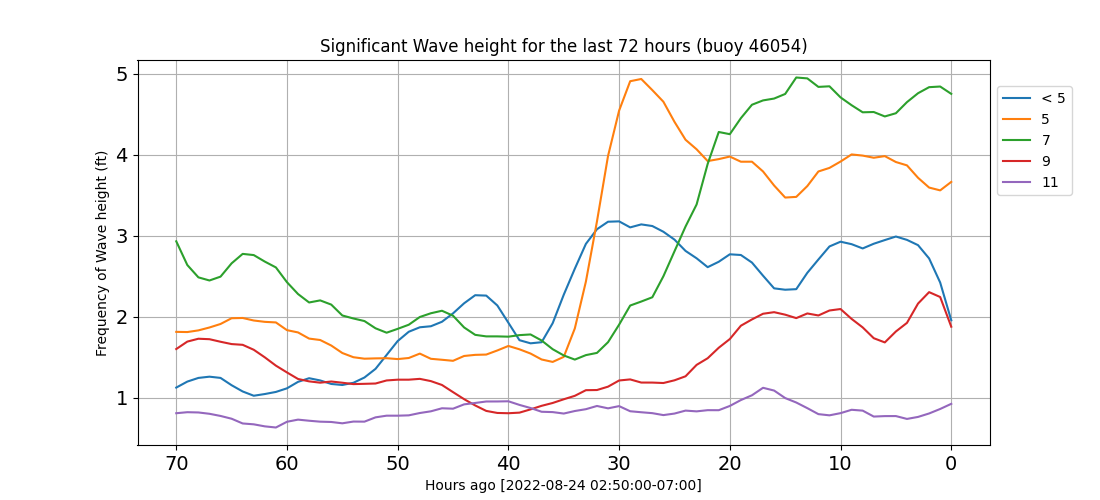 Significant Wave height for the last 72 hours (buoy 46054)
Frequency of Wave height (ft)
5
4
3
2
1
70 60 50 40 30 20 10 0
Hours ago [2022-08-24 02:50:00-07:00]
< 5
5
7
9
11